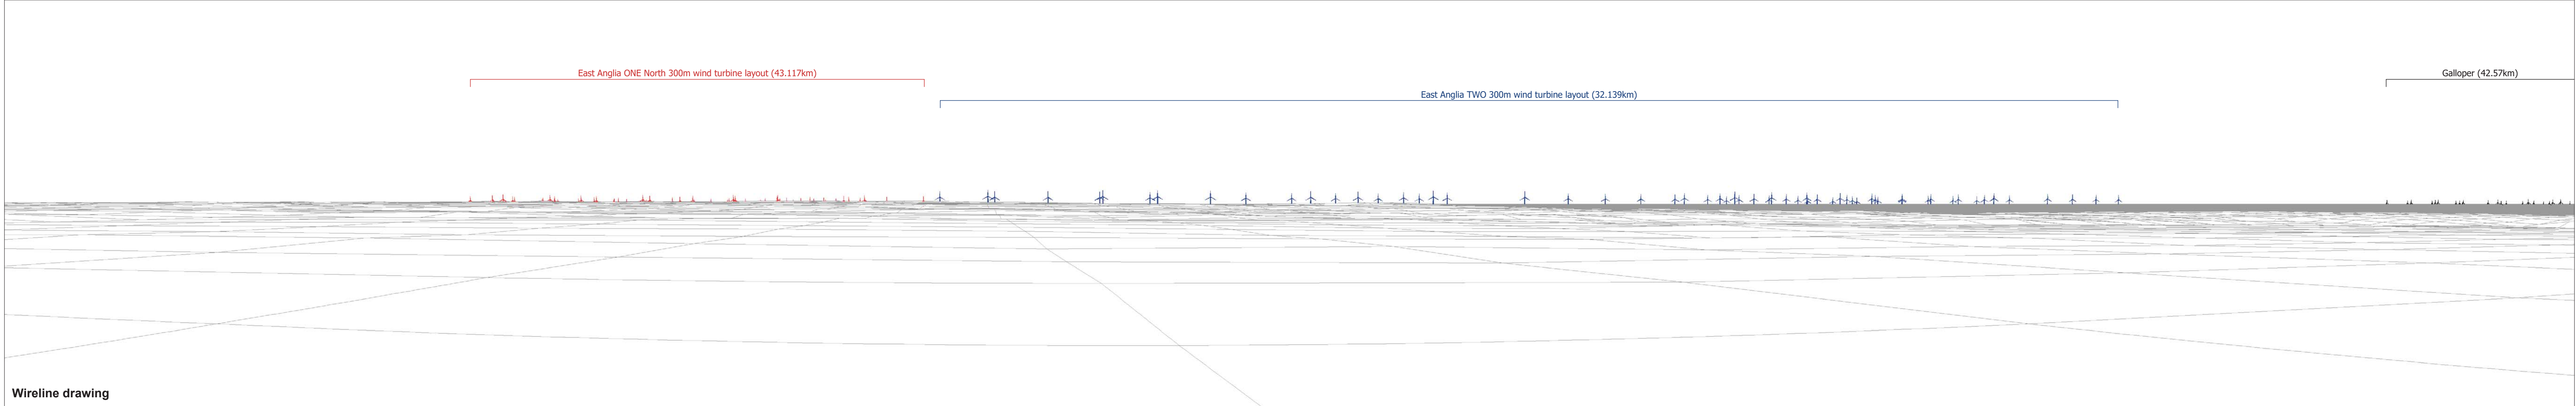 East Anglia ONE North 300m wind turbine layout (43.117km)
Galloper (42.57km)
East Anglia TWO 300m wind turbine layout (32.139km)
Wireline drawing